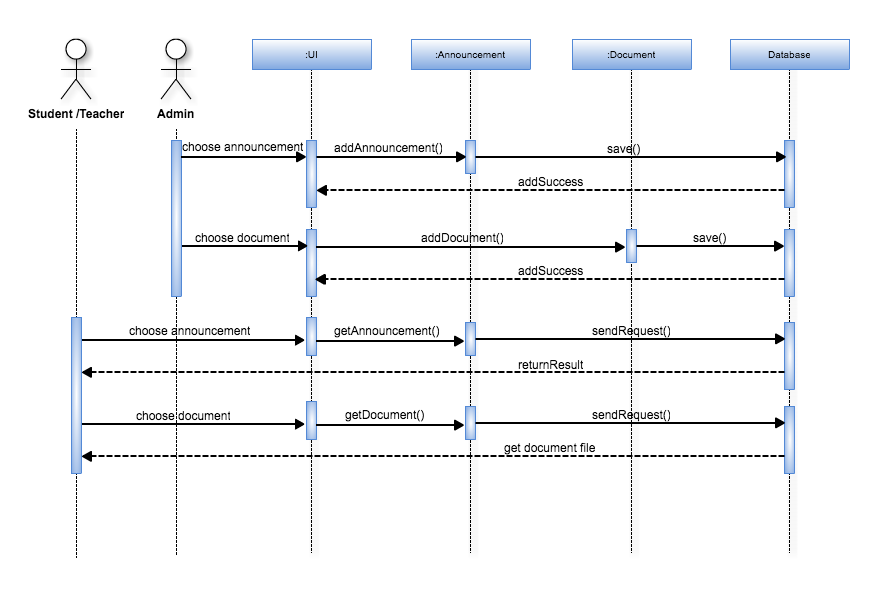 :UI
:Announcement
:Document
Database
Student /Teacher
Admin
choose announcement
addAnnouncement()
save()
addSuccess
choose document
addDocument()
save()
addSuccess
choose announcement
getAnnouncement()
sendRequest()
returnResult
choose document
getDocument()
sendRequest()
get document file